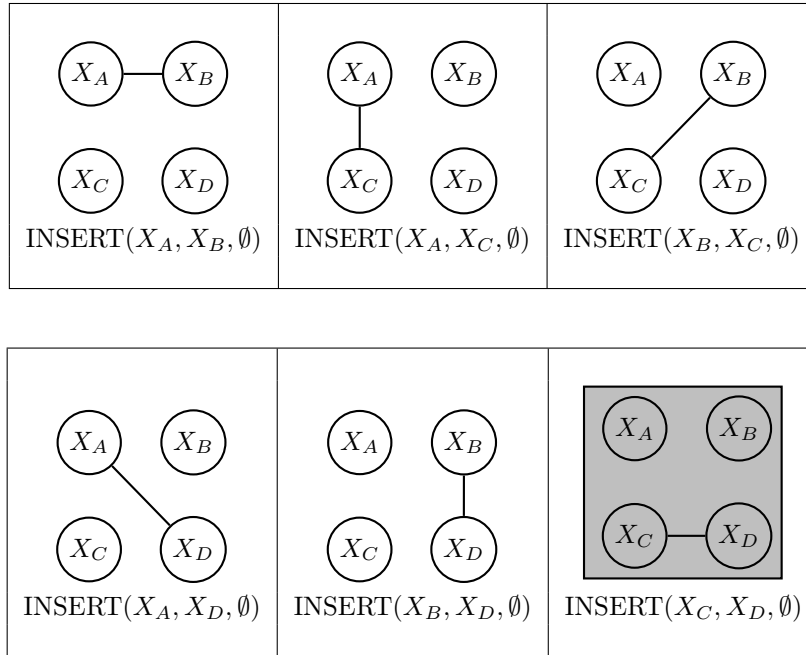 X_A X_B X_A X_B X_A X_B
X_C X_D X_C X_D X_C X_D
INSERT(X_A, X_B, ∅) INSERT(X_A, X_C, ∅) INSERT(X_B, X_C, ∅)
X_A X_B X_A X_B X_A X_B
X_C X_D X_C X_D X_C X_D
INSERT(X_A, X_D, ∅) INSERT(X_B, X_D, ∅) INSERT(X_C, X_D, ∅)